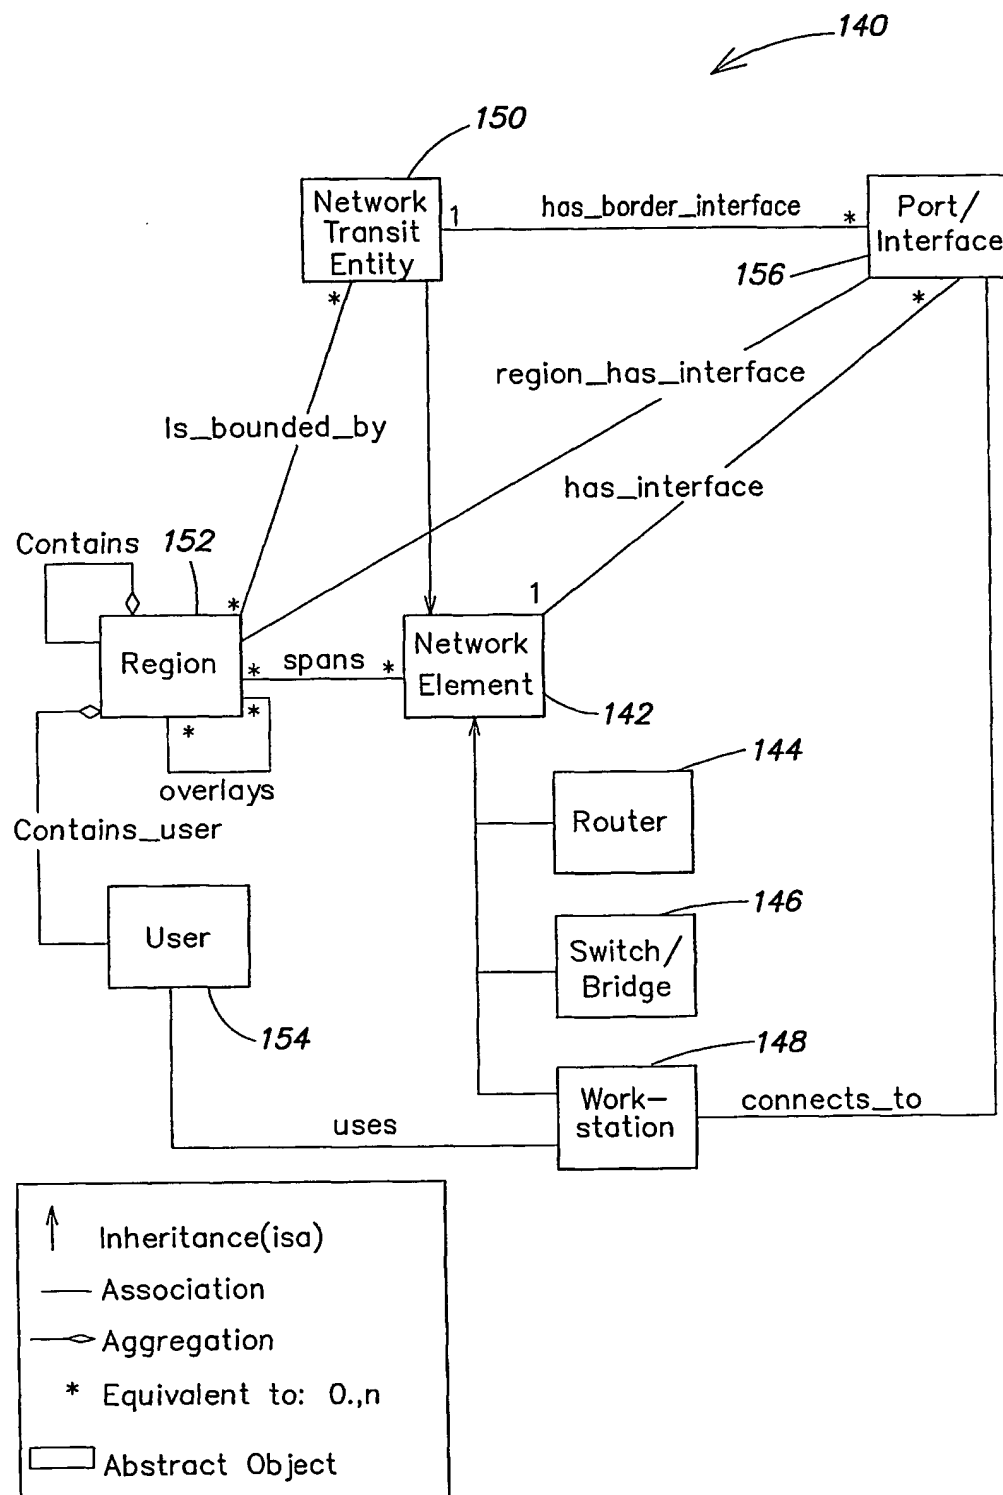 140
150
Network
Transit
Entity
1
has_border_interface
*
Port/
Interface
156
*
*
region_has_interface
Is_bounded_by
has_interface
Contains
152
*
1
Region
*
spans
*
Network
Element
142
*
*
overlays
144
Router
Contains_user
146
User
Switch/
Bridge
154
148
Work-
station
connects_to
uses
Inheritance(isa)
Association
Aggregation
* Equivalent to: 0.,n
Abstract Object